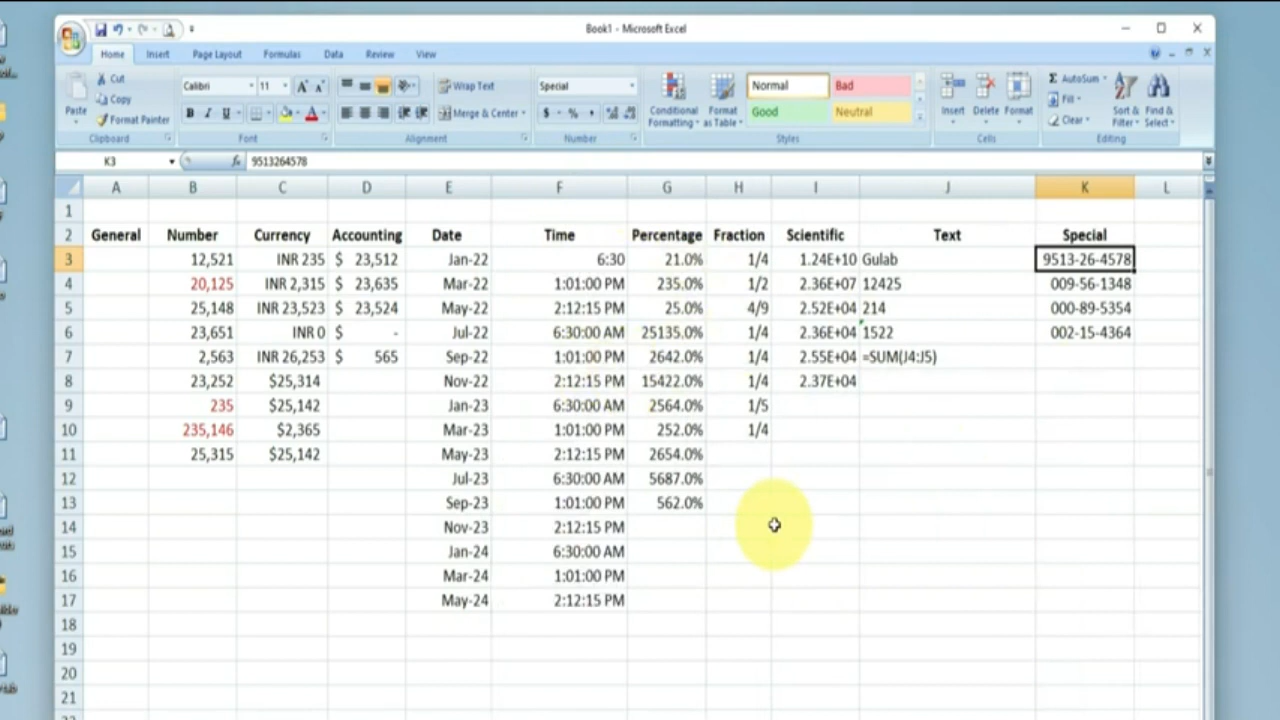 Book1 - Microsoft Excel
Home Insert Page Layout Formulas Data Review View
Cut
Copy
Format Painter
Paste
Clipboard
Calibri 11
B I U
Font
Wrap Text
Merge & Center
Alignment
Special
$ % ,
Number
Conditional Formatting
Format as Table
Normal Bad
Good Neutral
Styles
Insert Delete Format
Cells
AutoSum
Fill
Clear
Sort & Filter
Find & Select
Editing
K3 fx 9513264578
A B C D E F G H I J K L
1
2 General Number Currency Accounting Date Time Percentage Fraction Scientific Text Special
3 12,521 INR 235 $ 23,512 Jan-22 6:30 21.0% 1/4 1.24E+10 Gulab 9513-26-4578
4 20,125 INR 2,315 $ 23,635 Mar-22 1:01:00 PM 235.0% 1/2 2.36E+07 12425 009-56-1348
5 25,148 INR 23,523 $ 23,524 May-22 2:12:15 PM 25.0% 4/9 2.52E+04 214 000-89-5354
6 23,651 INR 0 $ - Jul-22 6:30:00 AM 25135.0% 1/4 2.36E+04 1522 002-15-4364
7 2,563 INR 26,253 $ 565 Sep-22 1:01:00 PM 2642.0% 1/4 2.55E+04 =SUM(J4:J5)
8 23,252 $25,314 Nov-22 2:12:15 PM 15422.0% 1/4 2.37E+04
9 235 $25,142 Jan-23 6:30:00 AM 2564.0% 1/5
10 235,146 $2,365 Mar-23 1:01:00 PM 252.0% 1/4
11 25,315 $25,142 May-23 2:12:15 PM 2654.0%
12 Jul-23 6:30:00 AM 5687.0%
13 Sep-23 1:01:00 PM 562.0%
14 Nov-23 2:12:15 PM
15 Jan-24 6:30:00 AM
16 Mar-24 1:01:00 PM
17 May-24 2:12:15 PM
18
19
20
21